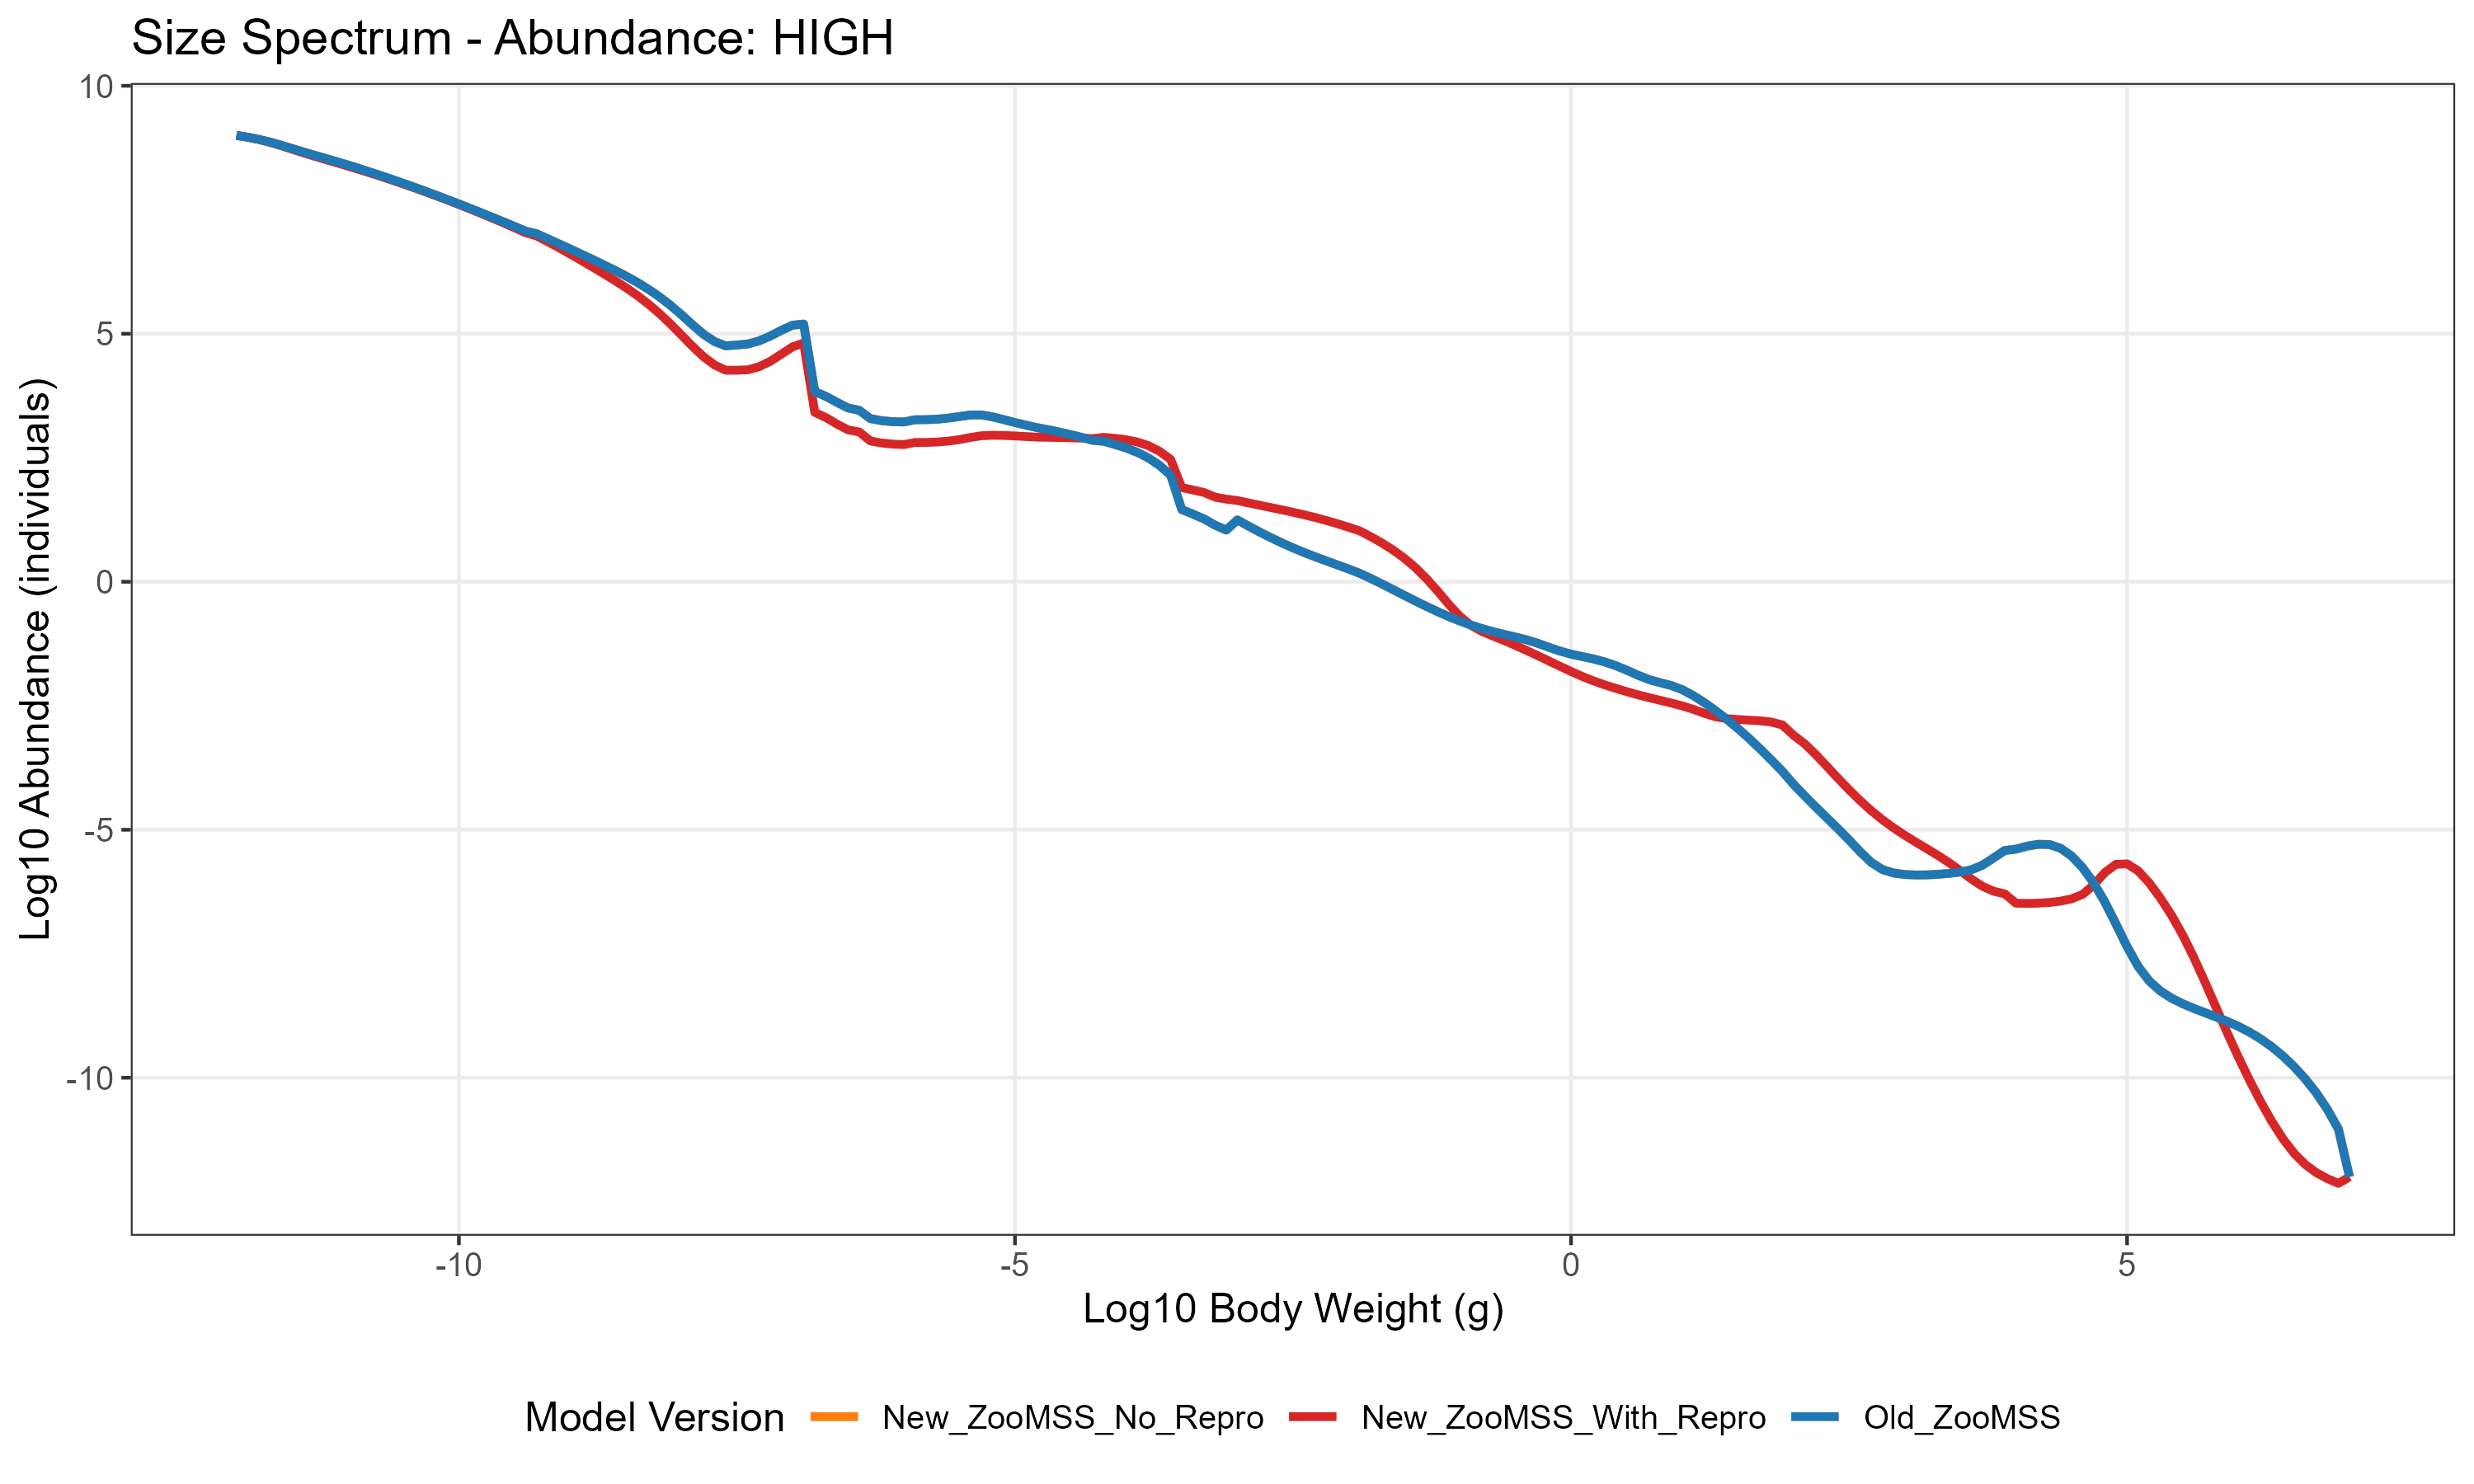 Size Spectrum - Abundance: HIGH
10
5
0
-5
-10
Log10 Abundance (individuals)
-10
-5
0
5
Log10 Body Weight (g)
Model Version
New_ZooMSS_No_Repro
New_ZooMSS_With_Repro
Old_ZooMSS